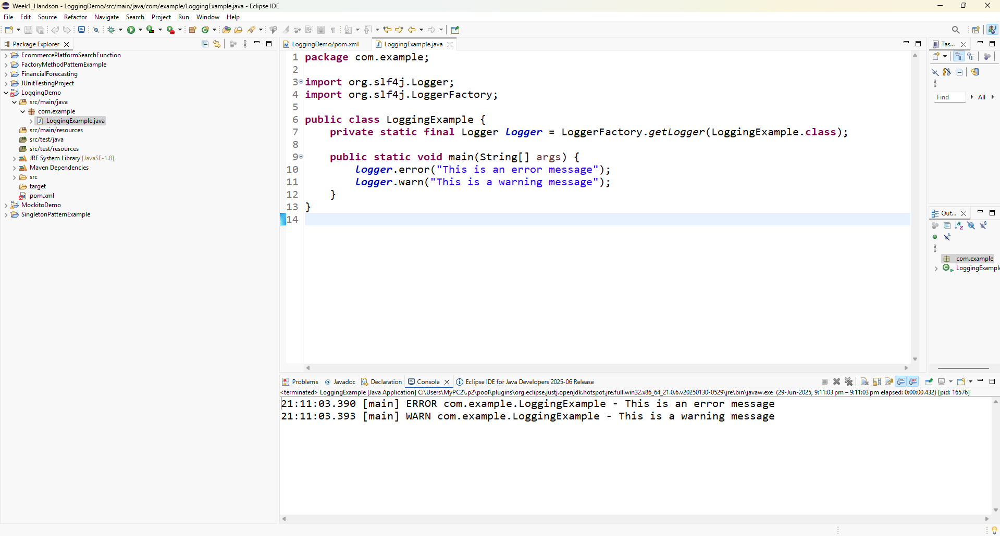 Week1_Handson - LoggingDemo/src/main/java/com/example/LoggingExample.java - Eclipse IDE
File Edit Source Refactor Navigate Search Project Run Window Help
Package Explorer
EcommercePlatformSearchFunction
FactoryMethodPatternExample
FinancialForecasting
JUnitTestingProject
LoggingDemo
src/main/java
com.example
LoggingExample.java
src/main/resources
src/test/java
src/test/resources
JRE System Library [JavaSE-1.8]
Maven Dependencies
src
target
pom.xml
MockitoDemo
SingletonPatternExample
LoggingDemo/pom.xml LoggingExample.java
1 package com.example;
2
3 import org.slf4j.Logger;
4 import org.slf4j.LoggerFactory;
5
6 public class LoggingExample {
7 private static final Logger logger = LoggerFactory.getLogger(LoggingExample.class);
8
9 public static void main(String[] args) {
10 logger.error("This is an error message");
11 logger.warn("This is a warning message");
12 }
13 }
14
Tas...
Find All
Out...
com.example
LoggingExampl
Problems @ Javadoc Declaration Console Eclipse IDE for Java Developers 2025-06 Release
<terminated> LoggingExample [Java Application] C:\Users\MyPC2\.p2\pool\plugins\org.eclipse.justj.openjdk.hotspot.jre.full.win32.x86_64_21.0.6.v20250130-0529\jre\bin\javaw.exe (29-Jun-2025, 9:11:03 pm – 9:11:03 pm elapsed: 0:00:00.432) [pid: 16576]
21:11:03.390 [main] ERROR com.example.LoggingExample - This is an error message
21:11:03.393 [main] WARN com.example.LoggingExample - This is a warning message